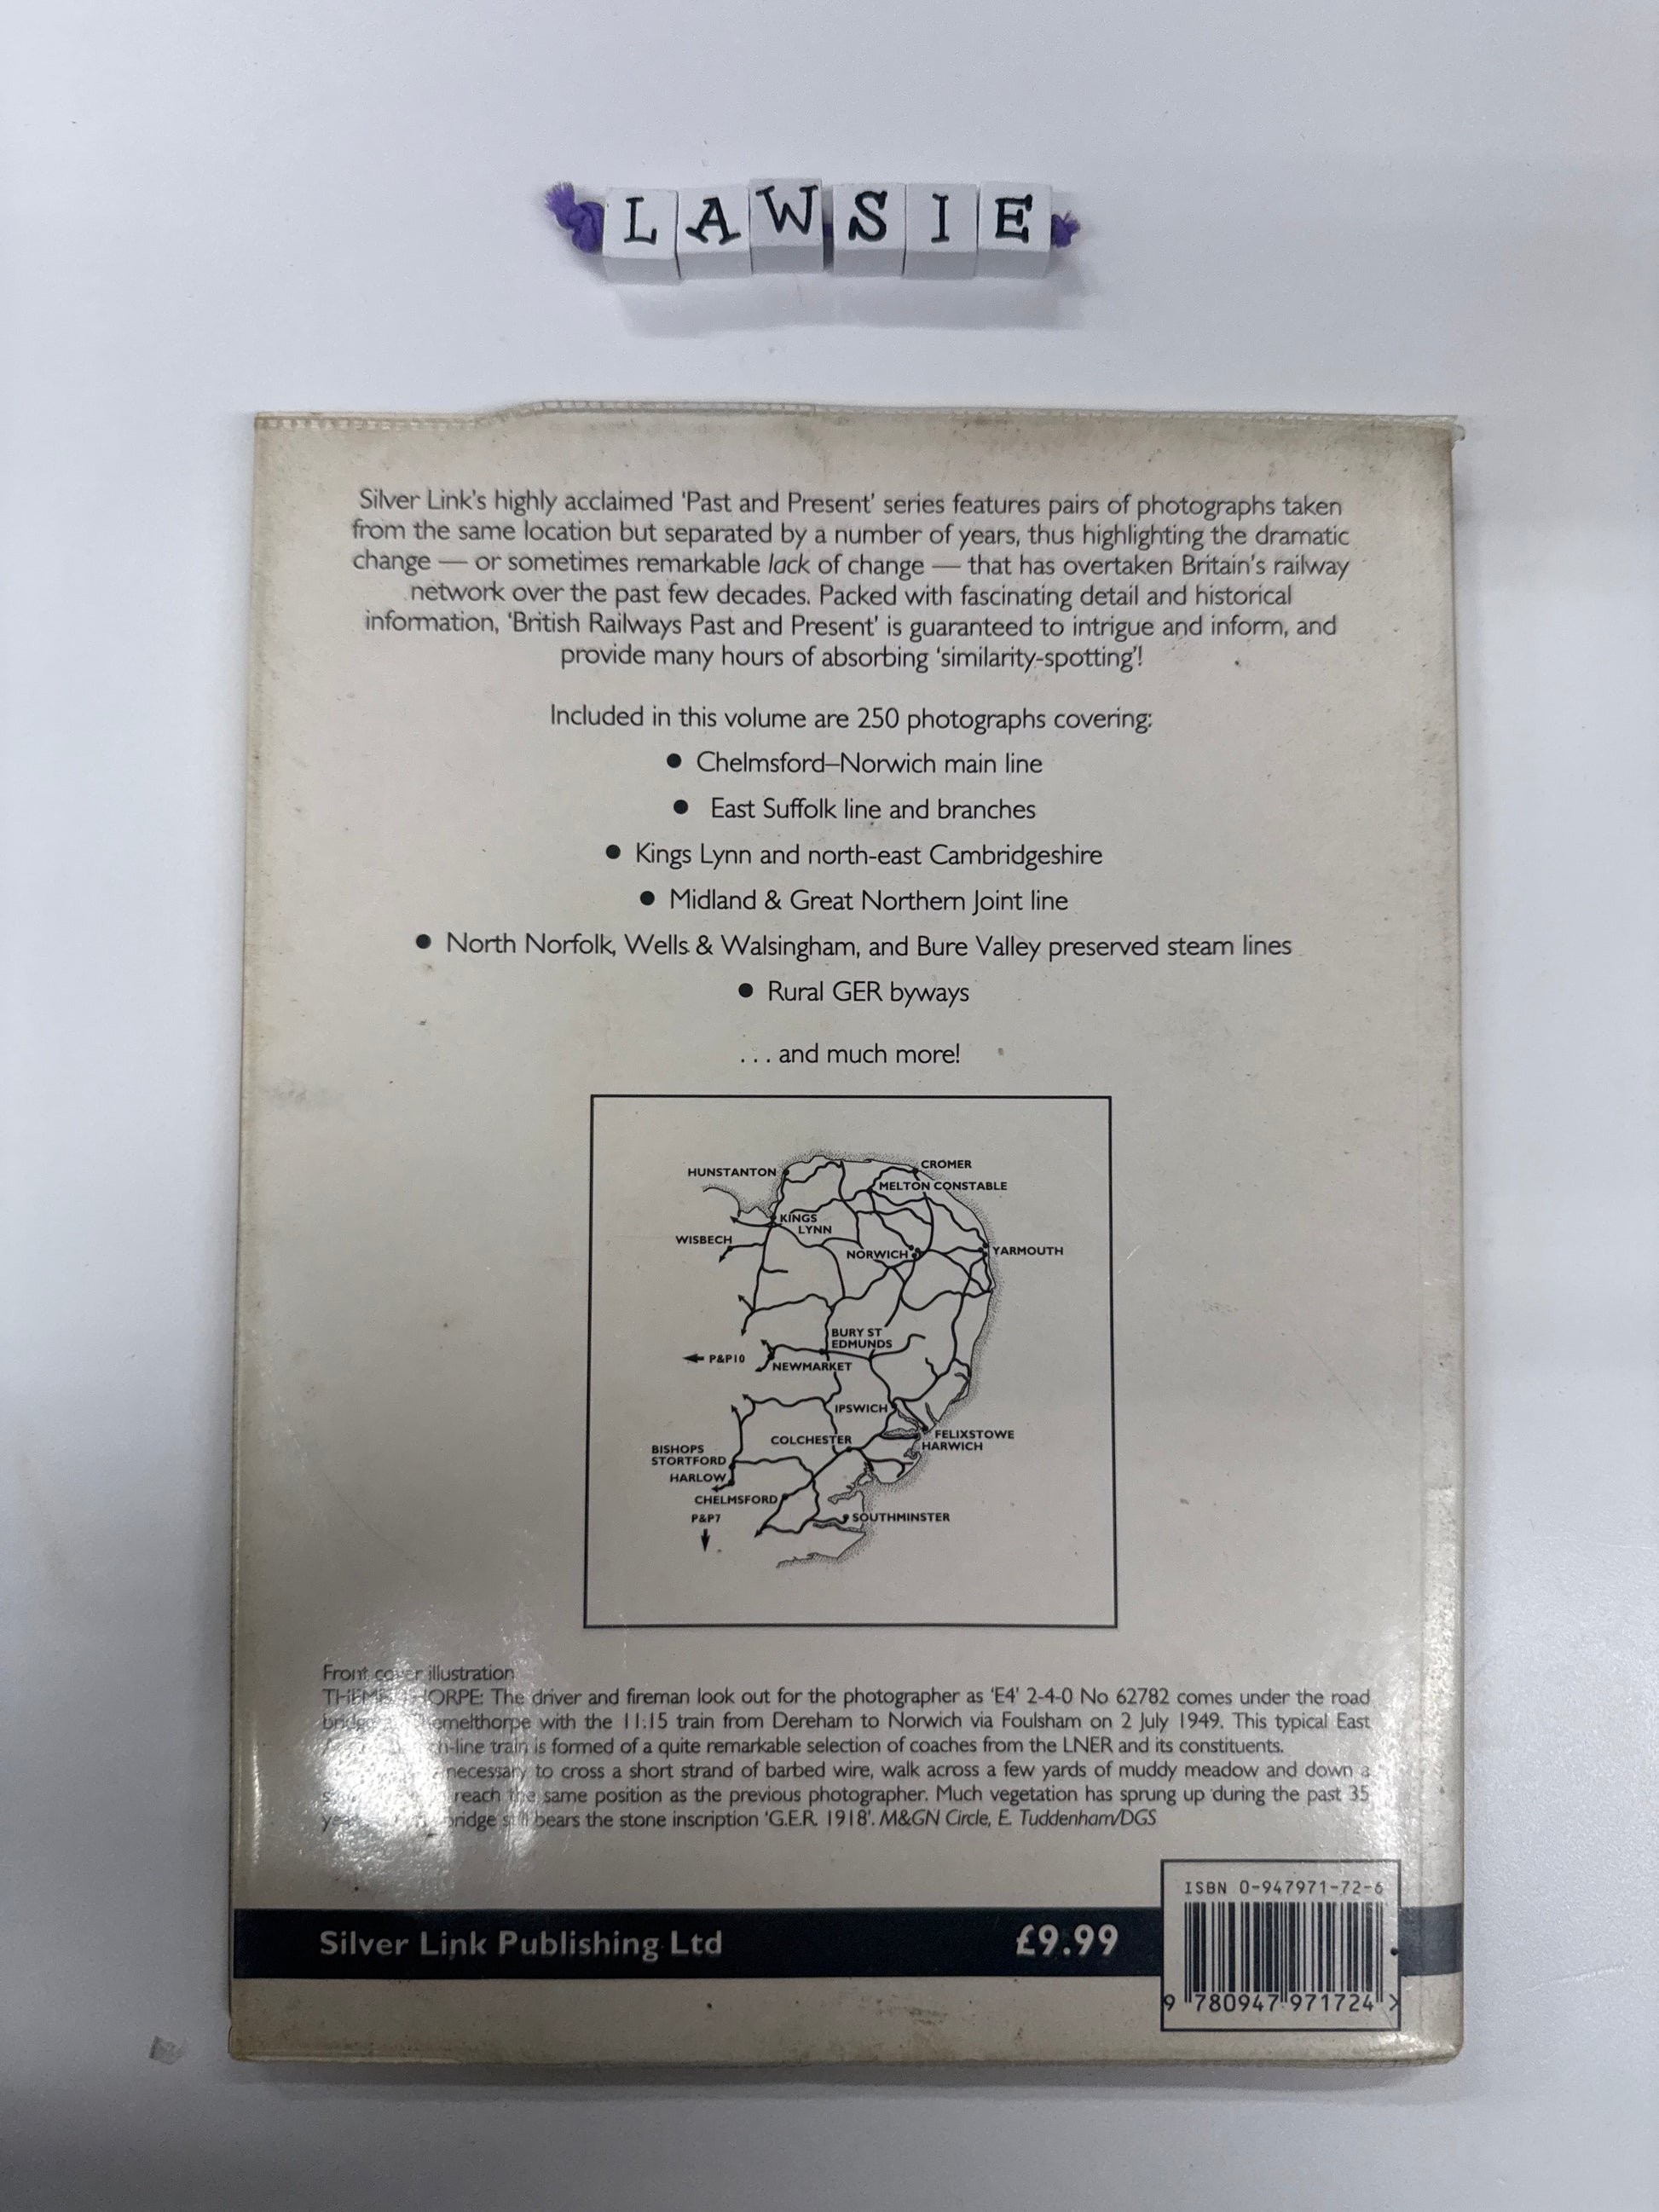 LAWSIE
Silver Link's highly acclaimed 'Past and Present' series features pairs of photographs taken
from the same location but separated by a number of years, thus highlighting the dramatic
change — or sometimes remarkable lack of change — that has overtaken Britain's railway
network over the past few decades. Packed with fascinating detail and historical
information, 'British Railways Past and Present' is guaranteed to intrigue and inform, and
provide many hours of absorbing 'similarity-spotting'!
Included in this volume are 250 photographs covering:
● Chelmsford–Norwich main line
● East Suffolk line and branches
● Kings Lynn and north-east Cambridgeshire
● Midland & Great Northern Joint line
● North Norfolk, Wells & Walsingham, and Bure Valley preserved steam lines
● Rural GER byways
. . . and much more!
HUNSTANTON
CROMER
MELTON CONSTABLE
KINGS
LYNN
WISBECH
NORWICH
YARMOUTH
BURY ST
EDMUNDS
P&P10
NEWMARKET
IPSWICH
COLCHESTER
FELIXSTOWE
HARWICH
BISHOPS
STORTFORD
HARLOW
CHELMSFORD
P&P7
SOUTHMINSTER
Front cover illustration
The driver and fireman look out for the photographer as 'E4' 2-4-0 No 62782 comes under the road
with the 11.15 train from Dereham to Norwich via Foulsham on 2 July 1949. This typical East
train is formed of a quite remarkable selection of coaches from the LNER and its constituents.
necessary to cross a short strand of barbed wire, walk across a few yards of muddy meadow and down a
reach the same position as the previous photographer. Much vegetation has sprung up during the past 35
bridge still bears the stone inscription 'G.E.R. 1918'. M&GN Circle, E. Tuddenham/DGS
ISBN 0-947971-72-6
Silver Link Publishing Ltd
£9.99
9 780947 971724 >